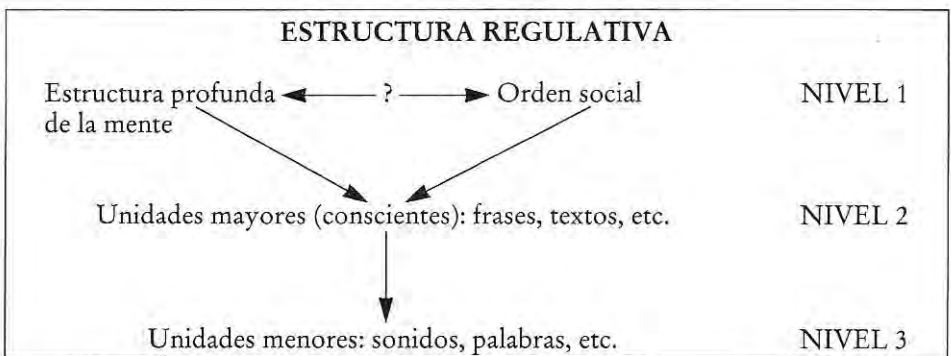 ESTRUCTURA REGULATIVA
Estructura profunda ? Orden social NIVEL 1
de la mente
Unidades mayores (conscientes): frases, textos, etc. NIVEL 2
Unidades menores: sonidos, palabras, etc. NIVEL 3